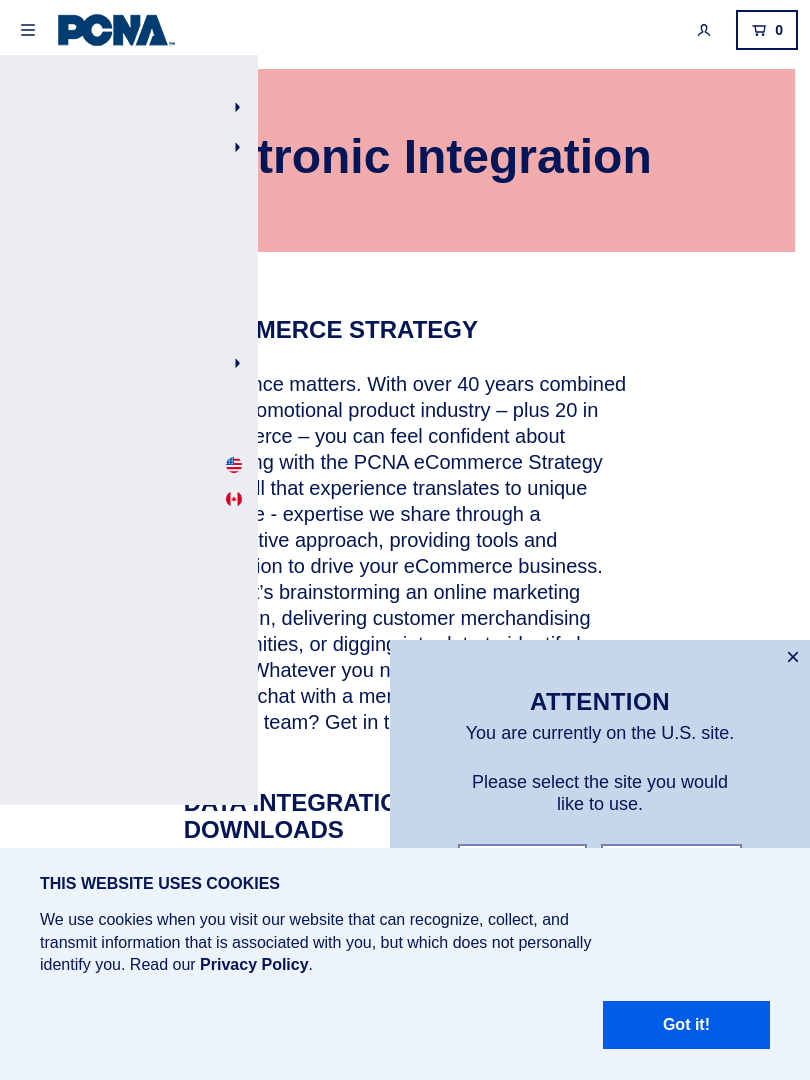 PCNA
0
tronic Integration
MERCE STRATEGY
nce matters. With over 40 years combined
omotional product industry – plus 20 in
erce – you can feel confident about
ng with the PCNA eCommerce Strategy
ll that experience translates to unique
e - expertise we share through a
tive approach, providing tools and
ion to drive your eCommerce business.
t’s brainstorming an online marketing
n, delivering customer merchandising
nities, or digging
Whatever you n
chat with a mer
team? Get in t
×
ATTENTION
You are currently on the U.S. site.
Please select the site you would
like to use.
DATA INTEGRATIO
DOWNLOADS
THIS WEBSITE USES COOKIES
We use cookies when you visit our website that can recognize, collect, and
transmit information that is associated with you, but which does not personally
identify you. Read our Privacy Policy.
Got it!